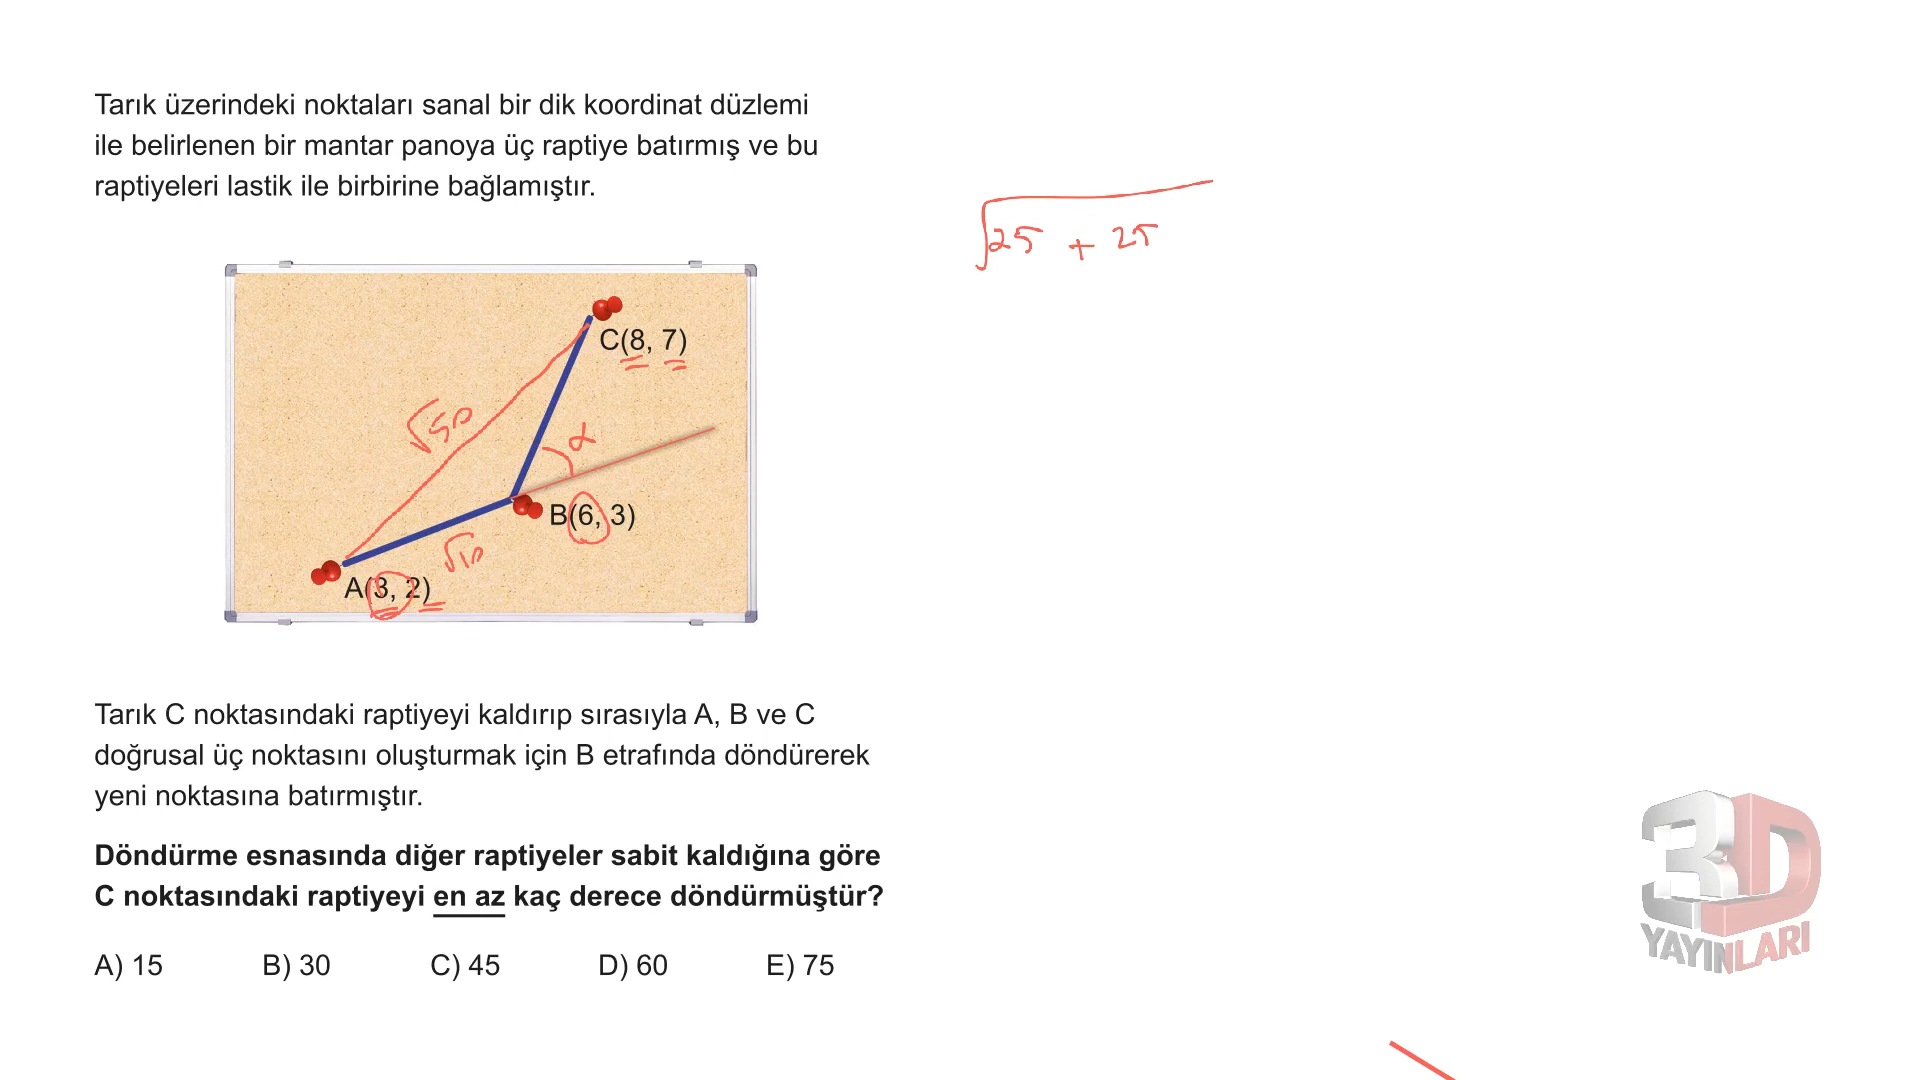 Tarık üzerindeki noktaları sanal bir dik koordinat düzlemi
ile belirlenen bir mantar panoya üç raptiye batırmış ve bu
raptiyeleri lastik ile birbirine bağlamıştır.
√25 + 25
C(8, 7)
√50
α
B(6, 3)
√10
A(3, 2)
Tarık C noktasındaki raptiyeyi kaldırıp sırasıyla A, B ve C
doğrusal üç noktasını oluşturmak için B etrafında döndürerek
yeni noktasına batırmıştır.
Döndürme esnasında diğer raptiyeler sabit kaldığına göre
C noktasındaki raptiyeyi en az kaç derece döndürmüştür?
A) 15 B) 30 C) 45 D) 60 E) 75
3D
YAYINLARI